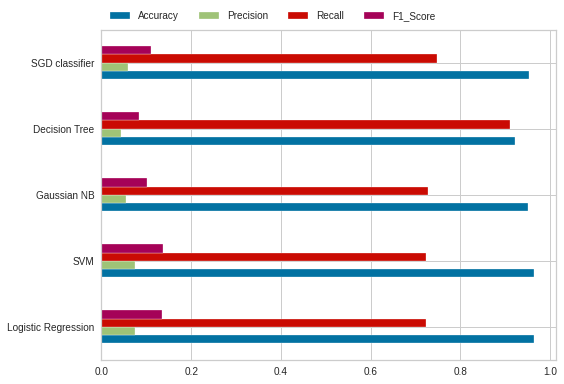 Accuracy Precision Recall F1_Score
SGD classifier
Decision Tree
Gaussian NB
SVM
Logistic Regression
0.0 0.2 0.4 0.6 0.8 1.0